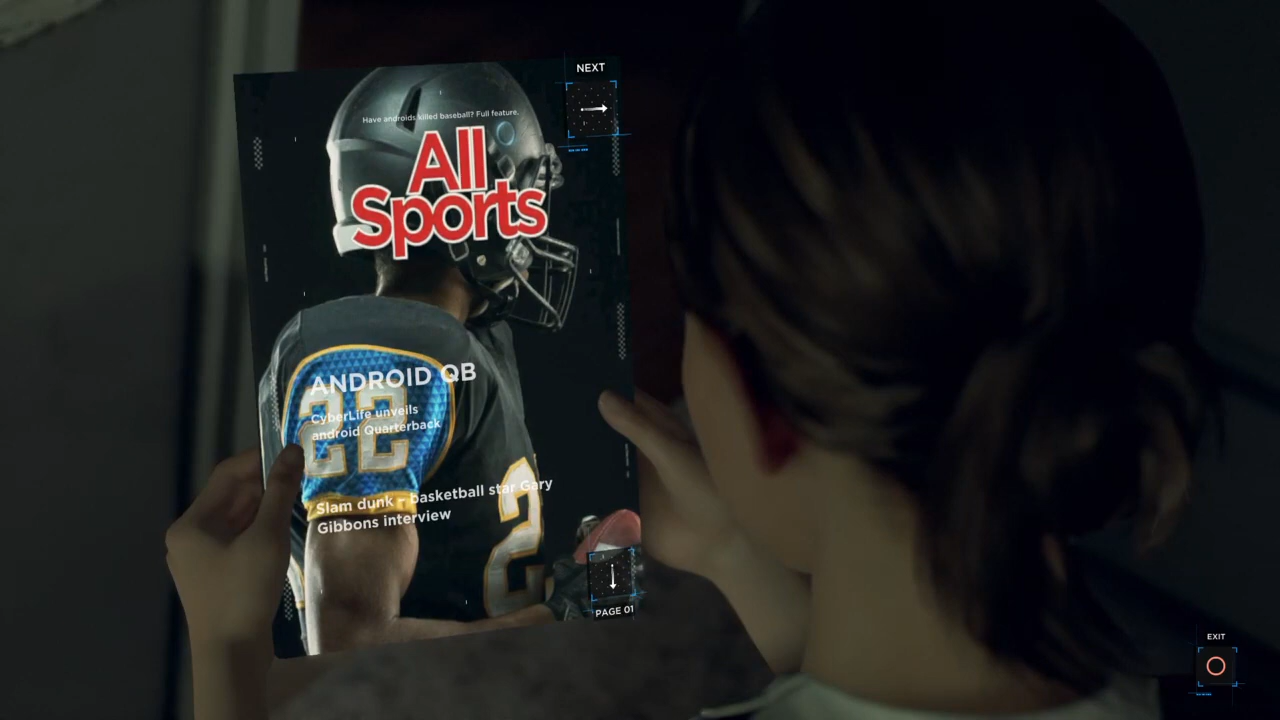 NEXT
Have androids killed baseball? Full feature.
All
Sports
ANDROID QB
22
CyberLife unveils
android Quarterback
Slam dunk - basketball star Gary
Gibbons interview
2
PAGE 01
EXIT